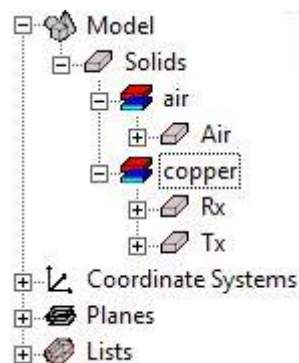 Model
Solids
air
Air
copper
Rx
Tx
Coordinate Systems
Planes
Lists